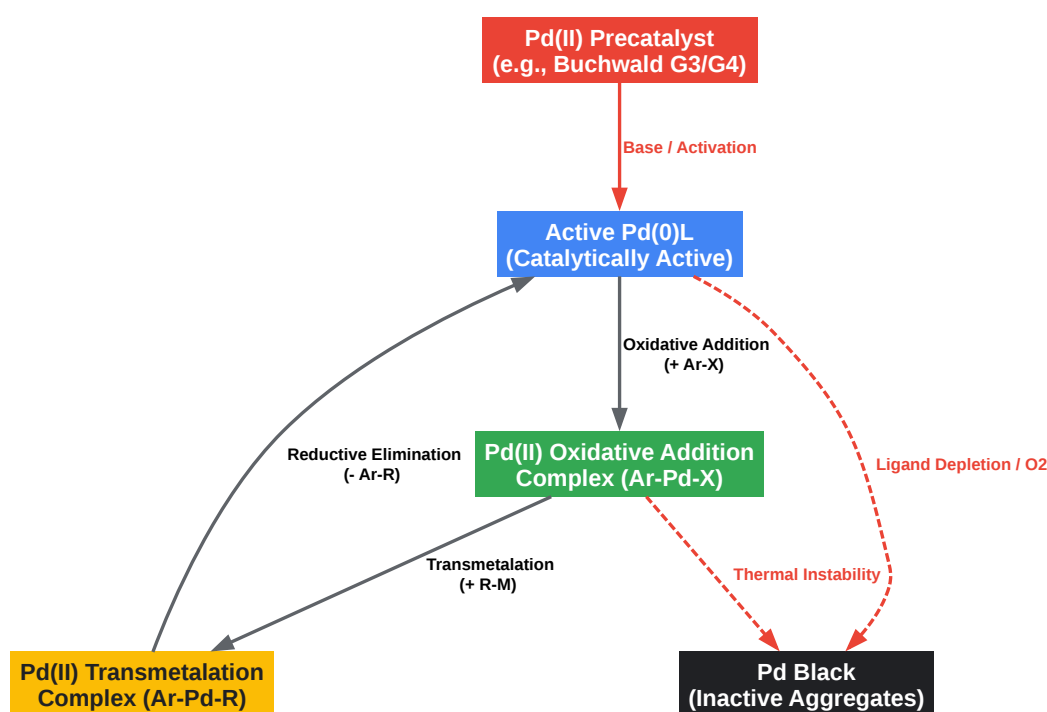 Pd(II) Precatalyst
(e.g., Buchwald G3/G4)
Base / Activation
Active Pd(0)L
(Catalytically Active)
Oxidative Addition
(+ Ar-X)
Reductive Elimination
(- Ar-R)
Pd(II) Oxidative Addition
Complex (Ar-Pd-X)
Ligand Depletion / O2
Transmetalation
(+ R-M)
Thermal Instability
Pd(II) Transmetalation
Complex (Ar-Pd-R)
Pd Black
(Inactive Aggregates)